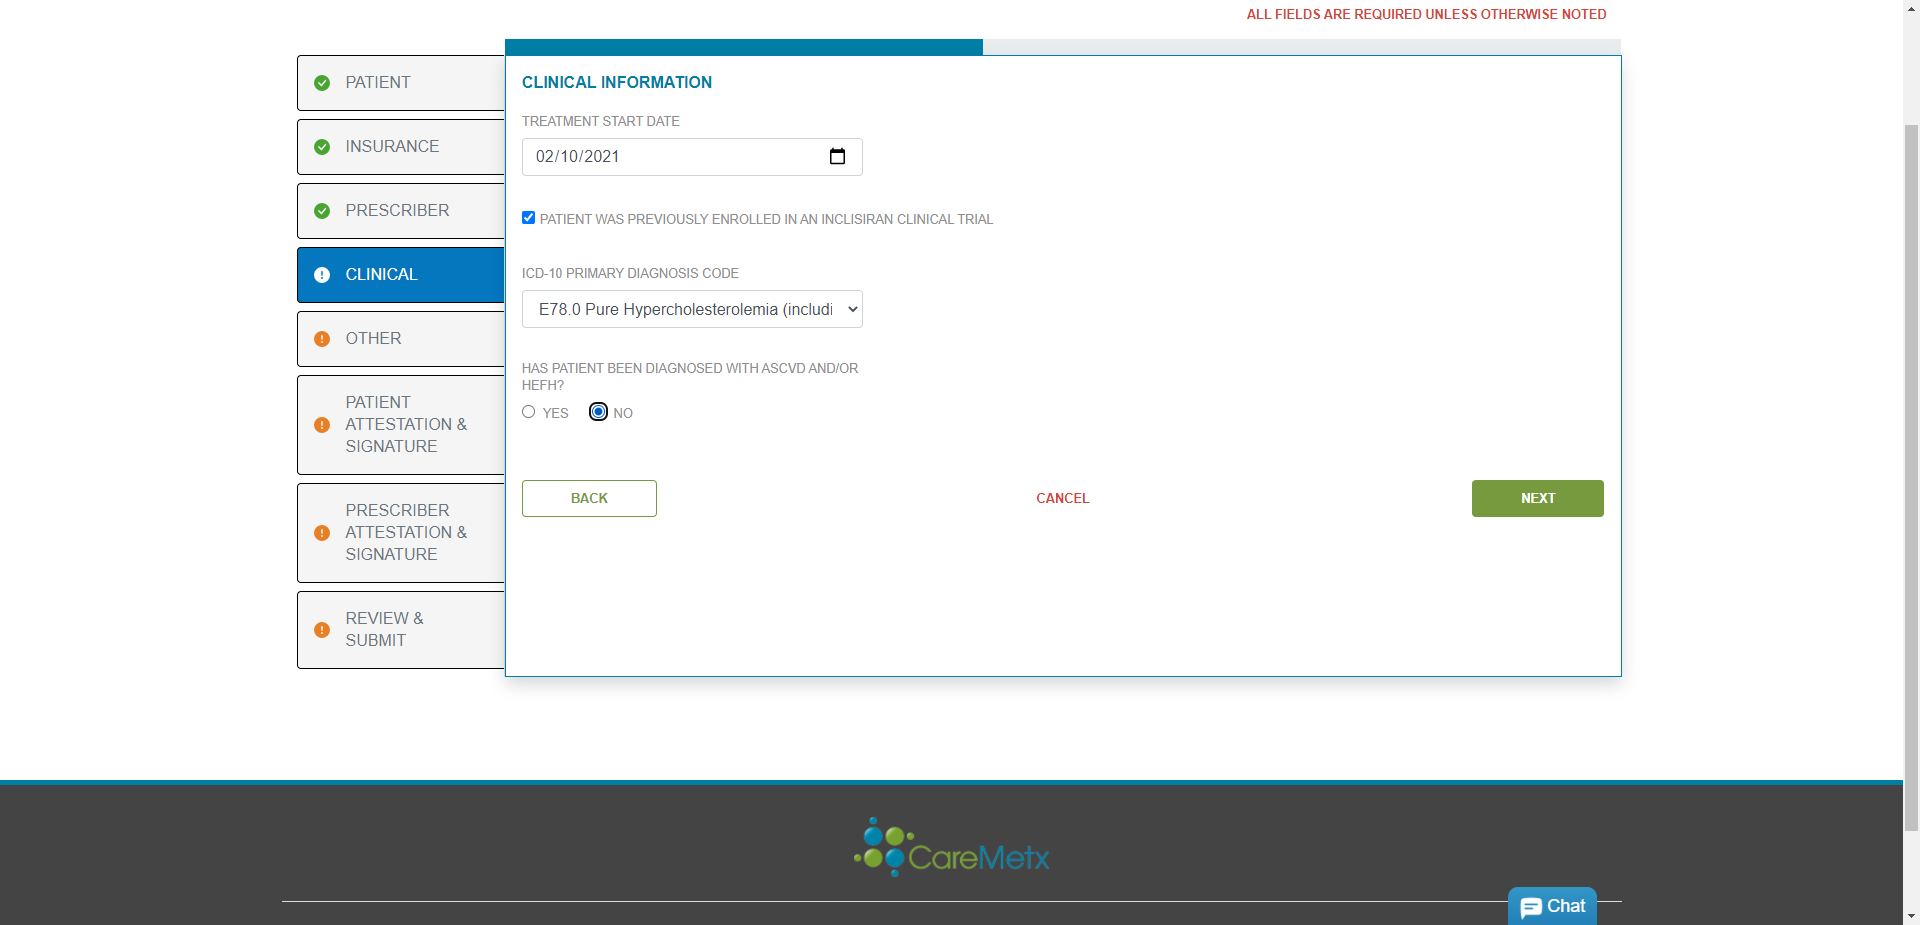 ALL FIELDS ARE REQUIRED UNLESS OTHERWISE NOTED
PATIENT
INSURANCE
PRESCRIBER
CLINICAL
OTHER
PATIENT
ATTESTATION &
SIGNATURE
PRESCRIBER
ATTESTATION &
SIGNATURE
REVIEW &
SUBMIT
CLINICAL INFORMATION
TREATMENT START DATE
02/10/2021
PATIENT WAS PREVIOUSLY ENROLLED IN AN INCLISIRAN CLINICAL TRIAL
ICD-10 PRIMARY DIAGNOSIS CODE
E78.0 Pure Hypercholesterolemia (includi
HAS PATIENT BEEN DIAGNOSED WITH ASCVD AND/OR
HEFH?
YES NO
BACK CANCEL NEXT
CareMetx
Chat